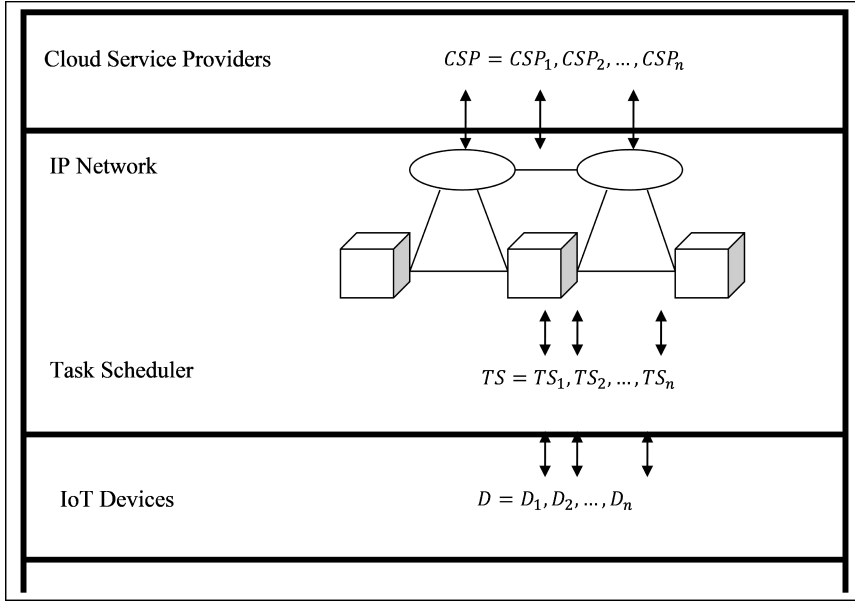 Cloud Service Providers CSP = CSP₁, CSP₂, …, CSPₙ
IP Network
Task Scheduler TS = TS₁, TS₂, …, TSₙ
IoT Devices D = D₁, D₂, …, Dₙ